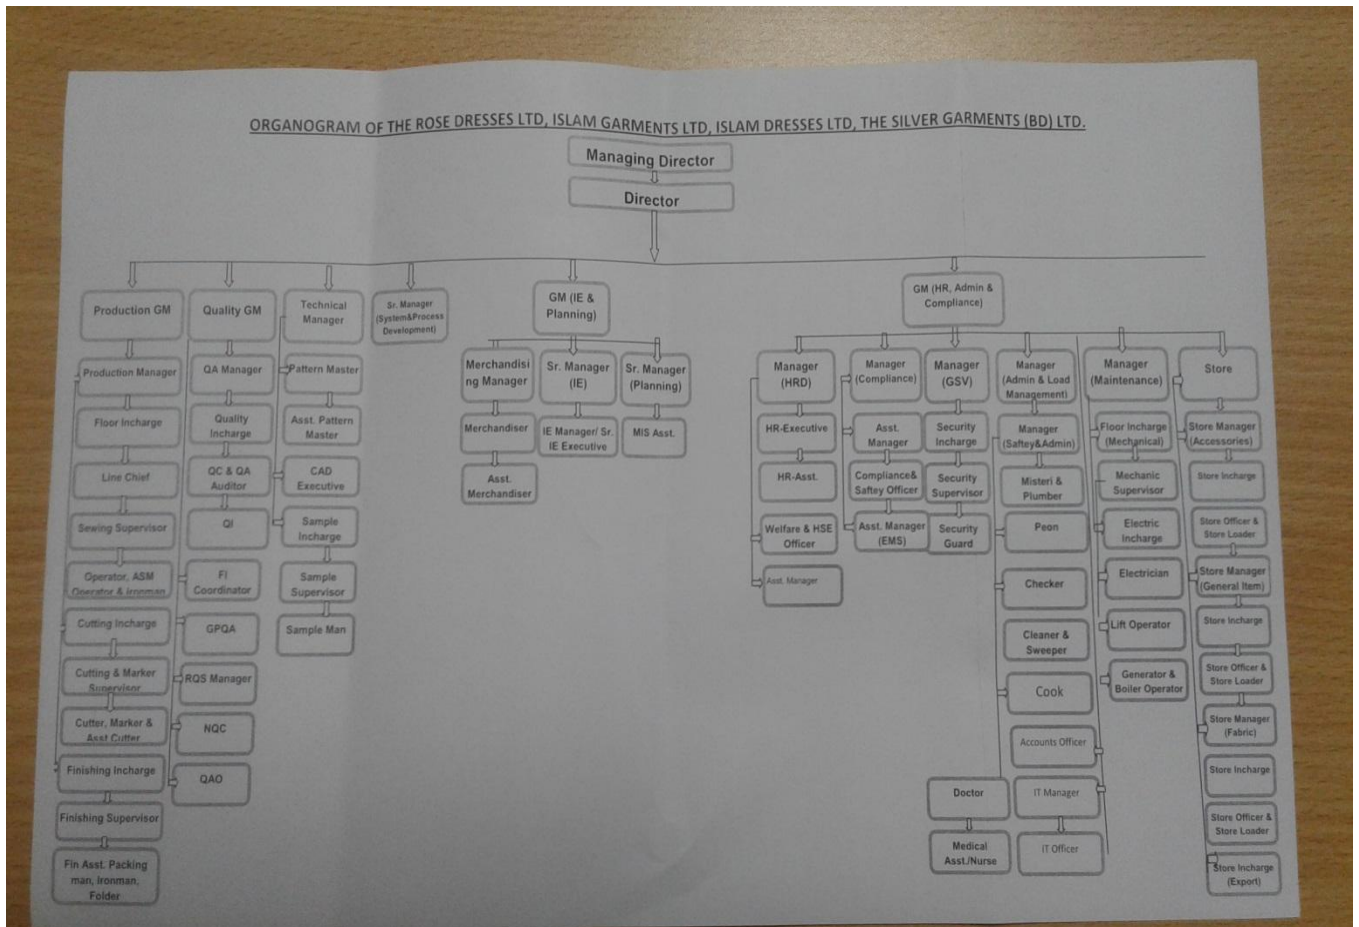 ORGANOGRAM OF THE ROSE DRESSES LTD, ISLAM GARMENTS LTD, ISLAM DRESSES LTD, THE SILVER GARMENTS (BD) LTD.
Managing Director
Director
Production GM
Production Manager
Floor Incharge
Line Chief
Sewing Supervisor
Operator, ASM
Operator & Ironman
Cutting Incharge
Cutting & Marker
Supervisor
Cutter, Marker &
Asst Cutter
Finishing Incharge
Finishing Supervisor
Fin Asst. Packing
man, Ironman,
Folder
Quality GM
QA Manager
Quality
Incharge
QC & QA
Auditor
QI
FI
Coordinator
GPQA
RQS Manager
NQC
QAO
Technical
Manager
Pattern Master
Asst. Pattern
Master
CAD
Executive
Sample
Incharge
Sample
Supervisor
Sample Man
Sr. Manager
(System&Process
Development)
GM (IE &
Planning)
Merchandisi
ng Manager
Merchandiser
Asst.
Merchandiser
Sr. Manager
(IE)
IE Manager/ Sr.
IE Executive
Sr. Manager
(Planning)
MIS Asst.
GM (HR, Admin &
Compliance)
Manager
(HRD)
HR-Executive
HR-Asst.
Welfare & HSE
Officer
Asst. Manager
Manager
(Compliance)
Asst.
Manager
Compliance&
Saftey Officer
Asst. Manager
(EMS)
Manager
(GSV)
Security
Incharge
Security
Supervisor
Security
Guard
Manager
(Admin & Load
Management)
Manager
(Saftey&Admin)
Misteri &
Plumber
Peon
Checker
Cleaner &
Sweeper
Cook
Accounts Officer
Doctor
Medical
Asst./Nurse
IT Manager
IT Officer
Manager
(Maintenance)
Floor Incharge
(Mechanical)
Mechanic
Supervisor
Electric
Incharge
Electrician
Lift Operator
Generator &
Boiler Operator
Store
Store Manager
(Accessories)
Store Incharge
Store Officer &
Store Loader
Store Manager
(General Item)
Store Incharge
Store Officer &
Store Loader
Store Manager
(Fabric)
Store Incharge
Store Officer &
Store Loader
Store Incharge
(Export)